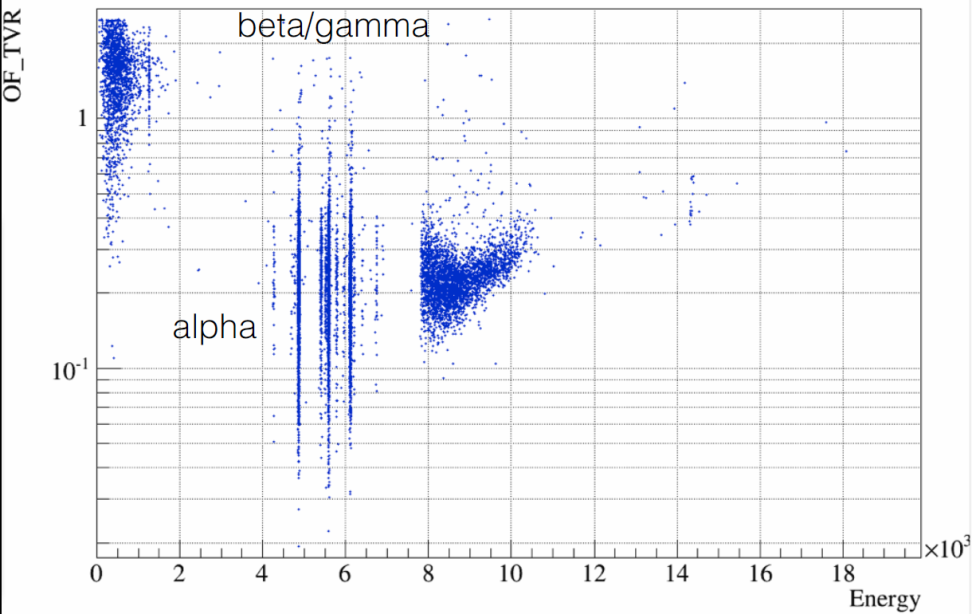 OF_TVR
beta/gamma
1
alpha
10⁻¹
0 2 4 6 8 10 12 14 16 18
×10³
Energy